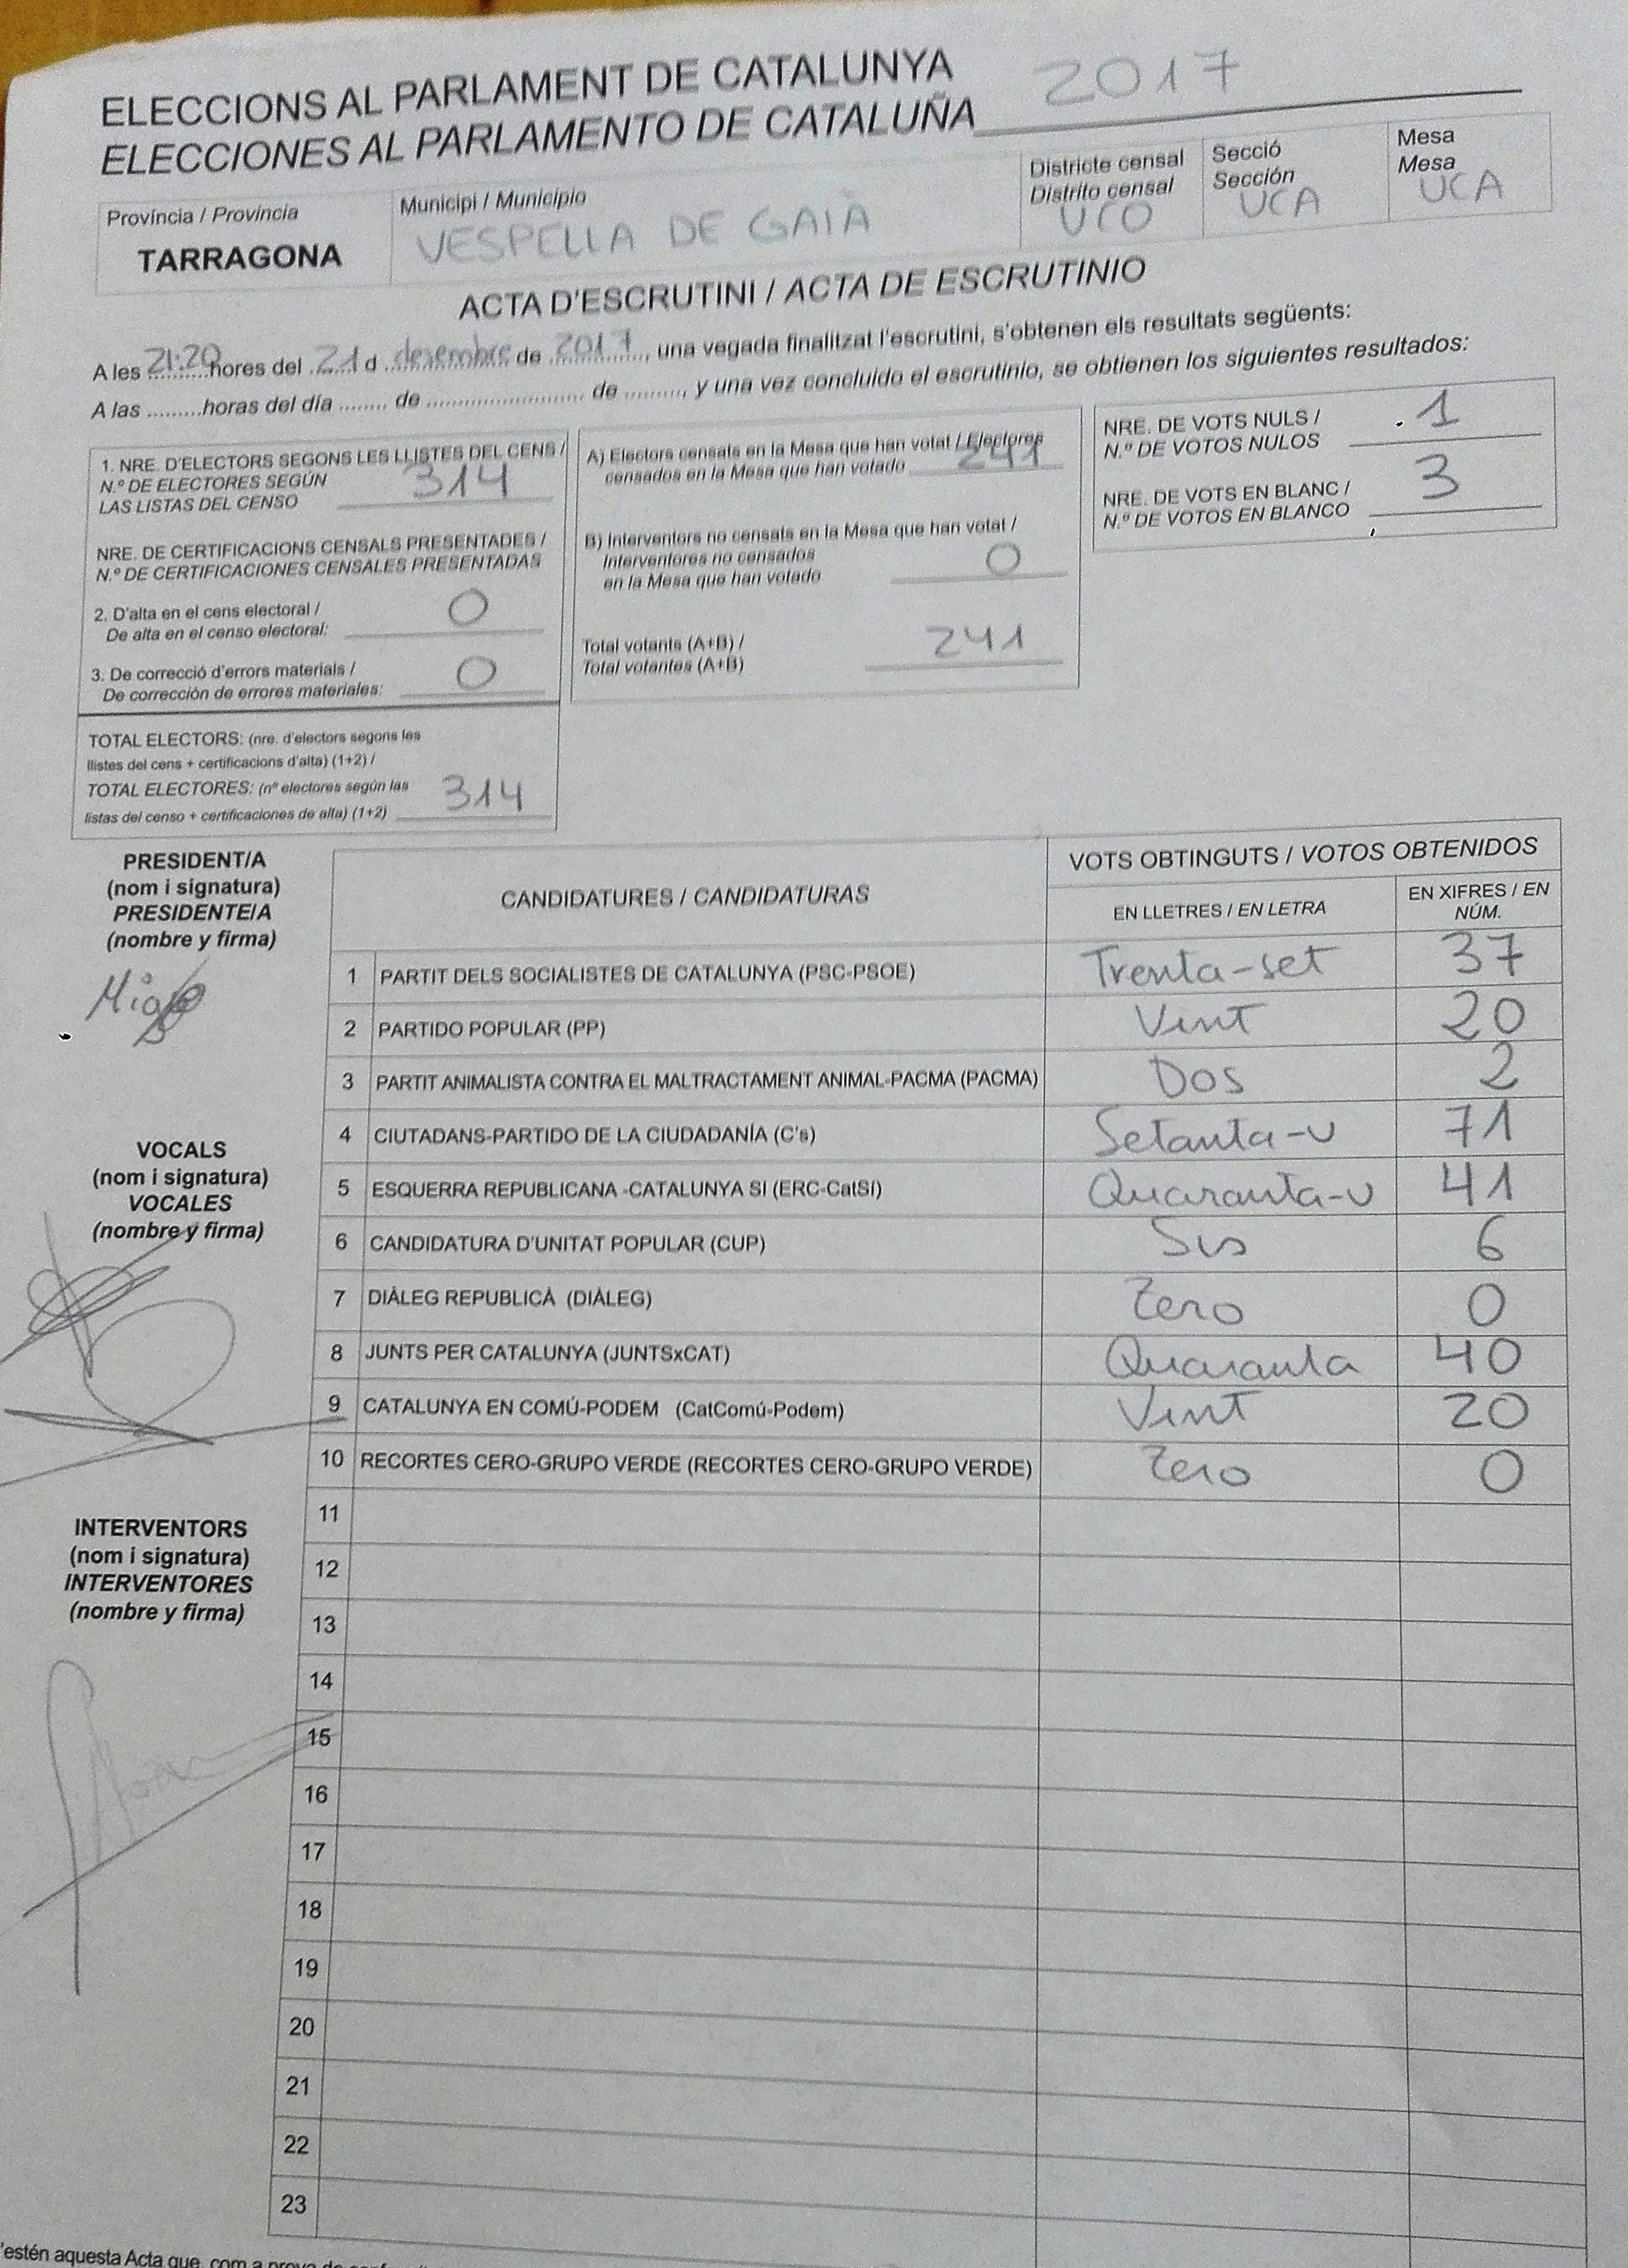 ELECCIONS AL PARLAMENT DE CATALUNYA
ELECCIONES AL PARLAMENTO DE CATALUÑA 2017
Província / Provincia
TARRAGONA
Municipi / Municipio
VESPELLA DE GAIÀ
Districte censal
Distrito censal
UCO
Secció
Sección
UCA
Mesa
Mesa
UCA
ACTA D'ESCRUTINI / ACTA DE ESCRUTINIO
A les 21:20 hores del 21 d desembre de 2017, una vegada finalitzat l'escrutini, s'obtenen els resultats següents:
A las .........horas del día ........ de .......................... de ........., y una vez concluido el escrutinio, se obtienen los siguientes resultados:
1. NRE. D'ELECTORS SEGONS LES LLISTES DEL CENS /
N.º DE ELECTORES SEGÚN
LAS LISTAS DEL CENSO 314
NRE. DE CERTIFICACIONS CENSALS PRESENTADES /
N.º DE CERTIFICACIONES CENSALES PRESENTADAS
2. D'alta en el cens electoral /
De alta en el censo electoral: 0
3. De correcció d'errors materials /
De corrección de errores materiales: 0
TOTAL ELECTORS: (nre. d'electors segons les
llistes del cens + certificacions d'alta) (1+2) /
TOTAL ELECTORES: (nº electores según las
listas del censo + certificaciones de alta) (1+2) 314
A) Electors censats en la Mesa que han votat / Electores
censados en la Mesa que han votado 241
B) Interventors no censats en la Mesa que han votat /
Interventores no censados
en la Mesa que han votado 0
Total votants (A+B) /
Total votantes (A+B) 241
NRE. DE VOTS NULS /
N.º DE VOTOS NULOS 1
NRE. DE VOTS EN BLANC /
N.º DE VOTOS EN BLANCO 3
PRESIDENT/A
(nom i signatura)
PRESIDENTE/A
(nombre y firma)
VOCALS
(nom i signatura)
VOCALES
(nombre y firma)
INTERVENTORS
(nom i signatura)
INTERVENTORES
(nombre y firma)
CANDIDATURES / CANDIDATURAS
VOTS OBTINGUTS / VOTOS OBTENIDOS
EN LLETRES / EN LETRA
EN XIFRES / EN
NÚM.
1 PARTIT DELS SOCIALISTES DE CATALUNYA (PSC-PSOE) Trenta-set 37
2 PARTIDO POPULAR (PP) Vint 20
3 PARTIT ANIMALISTA CONTRA EL MALTRACTAMENT ANIMAL-PACMA (PACMA) Dos 2
4 CIUTADANS-PARTIDO DE LA CIUDADANÍA (C's) Setanta-u 71
5 ESQUERRA REPUBLICANA -CATALUNYA SI (ERC-CatSí) Quaranta-u 41
6 CANDIDATURA D'UNITAT POPULAR (CUP) Sis 6
7 DIÀLEG REPUBLICÀ (DIÀLEG) Zero 0
8 JUNTS PER CATALUNYA (JUNTSxCAT) Quaranta 40
9 CATALUNYA EN COMÚ-PODEM (CatComú-Podem) Vint 20
10 RECORTES CERO-GRUPO VERDE (RECORTES CERO-GRUPO VERDE) Zero 0
11
12
13
14
15
16
17
18
19
20
21
22
23
'estén aquesta Acta que, com a prova de